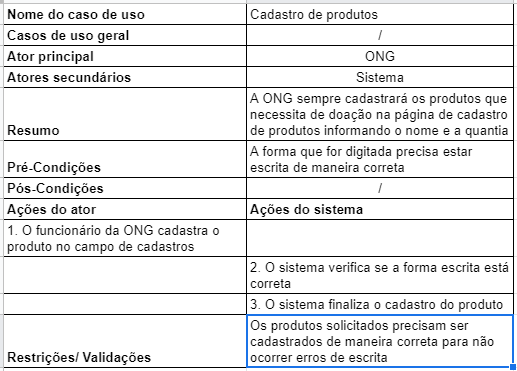 Nome do caso de uso
Cadastro de produtos
Casos de uso geral
/
Ator principal
ONG
Atores secundários
Sistema
Resumo
A ONG sempre cadastrará os produtos que
necessita de doação na página de cadastro
de produtos informando o nome e a quantia
Pré-Condições
A forma que for digitada precisa estar
escrita de maneira correta
Pós-Condições
/
Ações do ator
Ações do sistema
1. O funcionário da ONG cadastra o
produto no campo de cadastros
2. O sistema verifica se a forma escrita está
correta
3. O sistema finaliza o cadastro do produto
Restrições/ Validações
Os produtos solicitados precisam ser
cadastrados de maneira correta para não
ocorrer erros de escrita